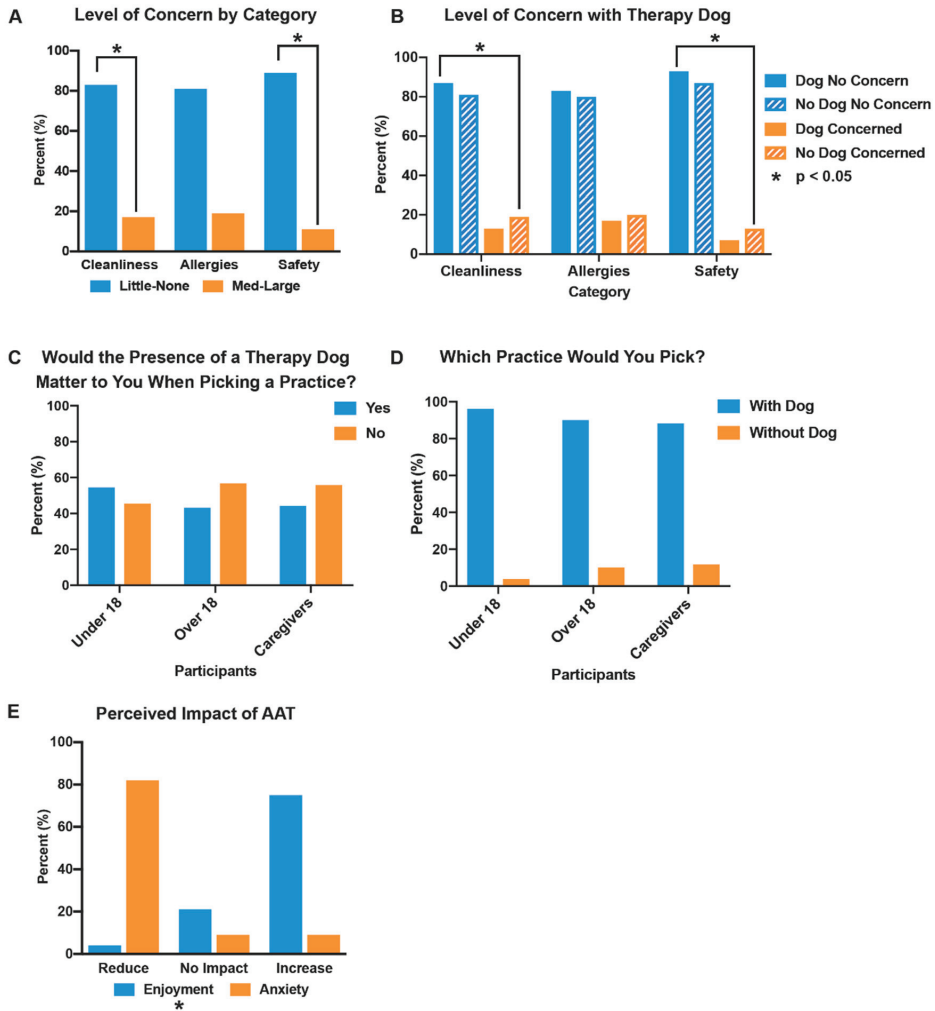 A
Level of Concern by Category
100
80
60
40
20
0
Percent (%)
*
*
Cleanliness
Allergies
Safety
Little-None
Med-Large
B
Level of Concern with Therapy Dog
100
80
60
40
20
0
Percent (%)
*
*
Cleanliness
Allergies
Safety
Category
Dog No Concern
No Dog No Concern
Dog Concerned
No Dog Concerned
* p < 0.05
C
Would the Presence of a Therapy Dog
Matter to You When Picking a Practice?
100
80
60
40
20
0
Percent (%)
Yes
No
Under 18
Over 18
Caregivers
Participants
D
Which Practice Would You Pick?
100
80
60
40
20
0
Percent (%)
With Dog
Without Dog
Under 18
Over 18
Caregivers
Participants
E
Perceived Impact of AAT
100
80
60
40
20
0
Percent (%)
Reduce
No Impact
Increase
Enjoyment
Anxiety
*